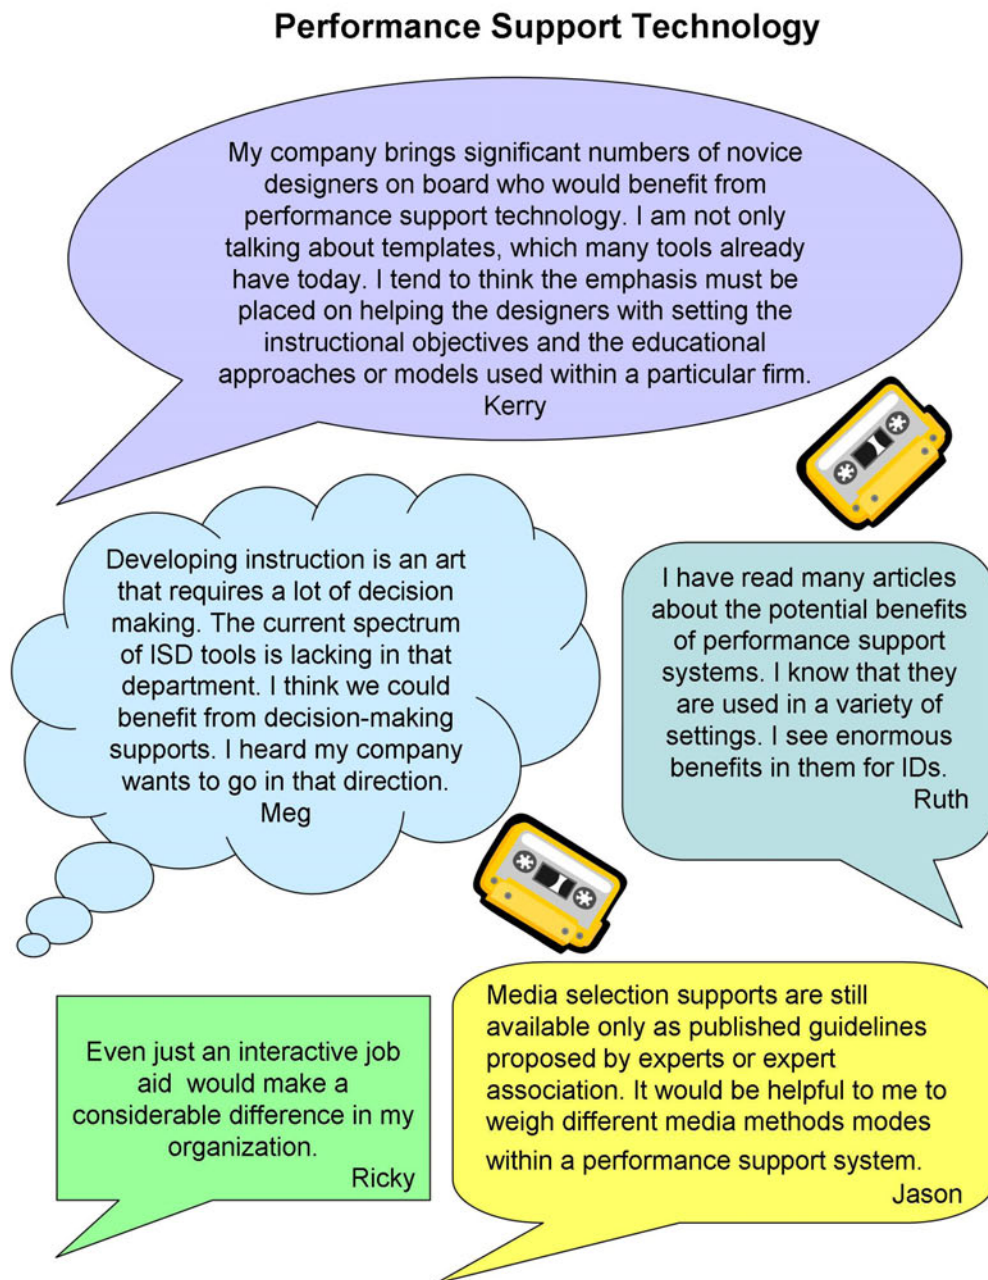 Performance Support Technology
My company brings significant numbers of novice
designers on board who would benefit from
performance support technology. I am not only
talking about templates, which many tools already
have today. I tend to think the emphasis must be
placed on helping the designers with setting the
instructional objectives and the educational
approaches or models used within a particular firm.
Kerry
Developing instruction is an art
that requires a lot of decision
making. The current spectrum
of ISD tools is lacking in that
department. I think we could
benefit from decision-making
supports. I heard my company
wants to go in that direction.
Meg
I have read many articles
about the potential benefits
of performance support
systems. I know that they
are used in a variety of
settings. I see enormous
benefits in them for IDs.
Ruth
Even just an interactive job
aid would make a
considerable difference in my
organization.
Ricky
Media selection supports are still
available only as published guidelines
proposed by experts or expert
association. It would be helpful to me to
weigh different media methods modes
within a performance support system.
Jason